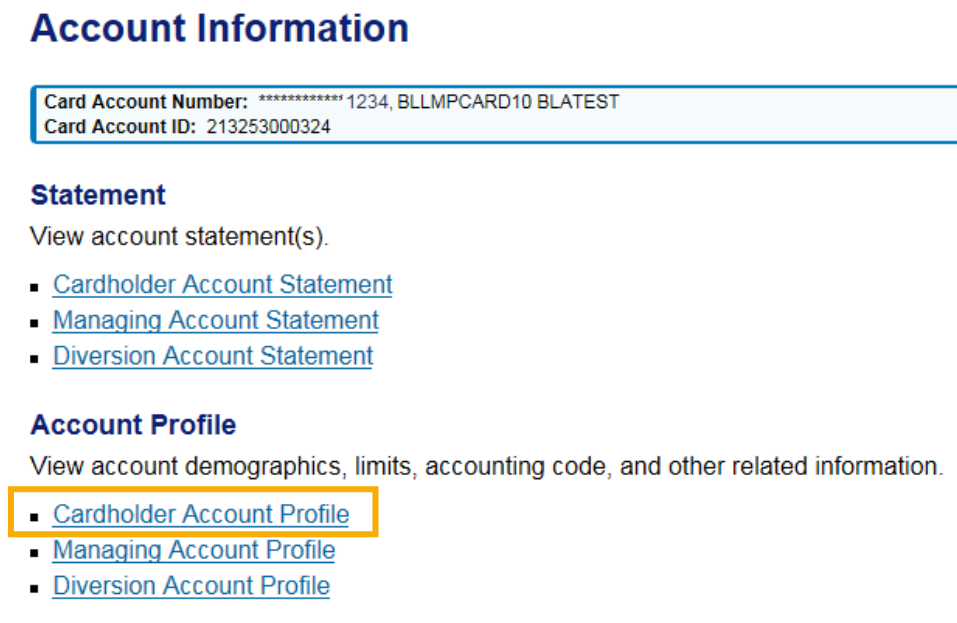 Account Information
Card Account Number: ************1234, BLLMPCARD10 BLATEST
Card Account ID: 213253000324
Statement
View account statement(s).
Cardholder Account Statement
Managing Account Statement
Diversion Account Statement
Account Profile
View account demographics, limits, accounting code, and other related information.
Cardholder Account Profile
Managing Account Profile
Diversion Account Profile